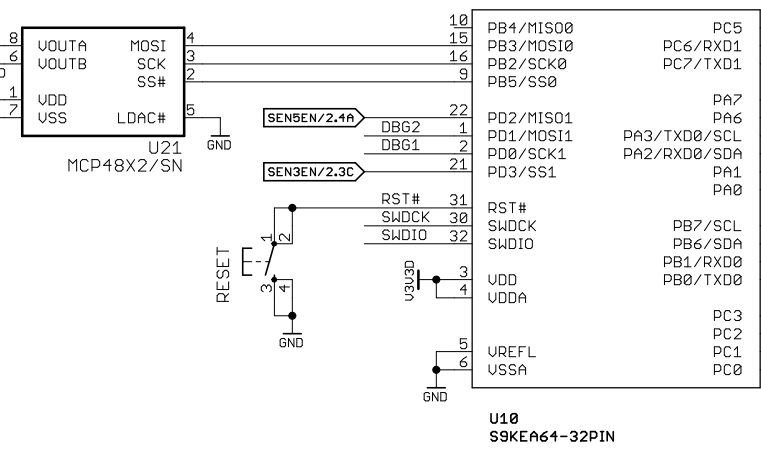 8 VOUTA MOSI 4
6 VOUTB SCK 3
SS# 2
1 VDD
7 VSS LDAC# 5
GND
U21
MCP48X2/SN
SEN5EN/2.4A
DBG2
DBG1
SEN3EN/2.3C
RST#
SWDCK
SWDIO
RESET
1
2
3
4
GND
V3V3D
GND
10 PB4/MISO0 PC5
15 PB3/MOSI0 PC6/RXD1
16 PB2/SCK0 PC7/TXD1
9 PB5/SS0
PA7
22 PD2/MISO1 PA6
1 PD1/MOSI1 PA3/TXD0/SCL
2 PD0/SCK1 PA2/RXD0/SDA
21 PD3/SS1 PA1
PA0
31 RST#
30 SWDCK PB7/SCL
32 SWDIO PB6/SDA
PB1/RXD0
3 VDD PB0/TXD0
4 VDDA
PC3
PC2
5 VREFL PC1
6 VSSA PC0
U10
S9KEA64-32PIN